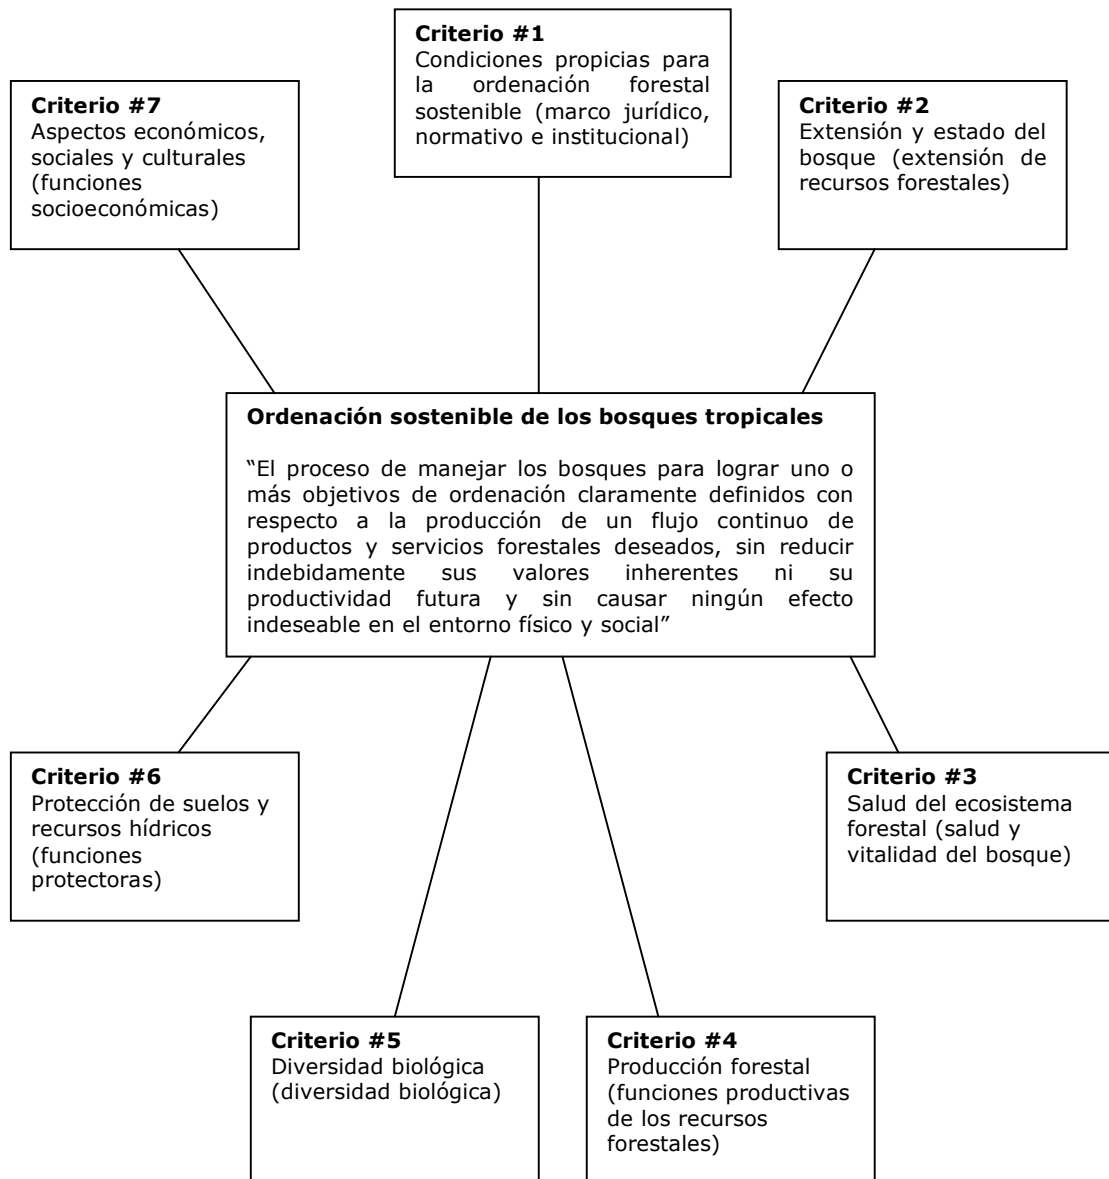 Criterio #1
Condiciones propicias para
la ordenación forestal
sostenible (marco jurídico,
normativo e institucional)
Criterio #7
Aspectos económicos,
sociales y culturales
(funciones
socioeconómicas)
Criterio #2
Extensión y estado del
bosque (extensión de
recursos forestales)
Ordenación sostenible de los bosques tropicales
“El proceso de manejar los bosques para lograr uno o
más objetivos de ordenación claramente definidos con
respecto a la producción de un flujo continuo de
productos y servicios forestales deseados, sin reducir
indebidamente sus valores inherentes ni su
productividad futura y sin causar ningún efecto
indeseable en el entorno físico y social”
Criterio #6
Protección de suelos y
recursos hídricos
(funciones
protectoras)
Criterio #3
Salud del ecosistema
forestal (salud y
vitalidad del bosque)
Criterio #5
Diversidad biológica
(diversidad biológica)
Criterio #4
Producción forestal
(funciones productivas
de los recursos
forestales)